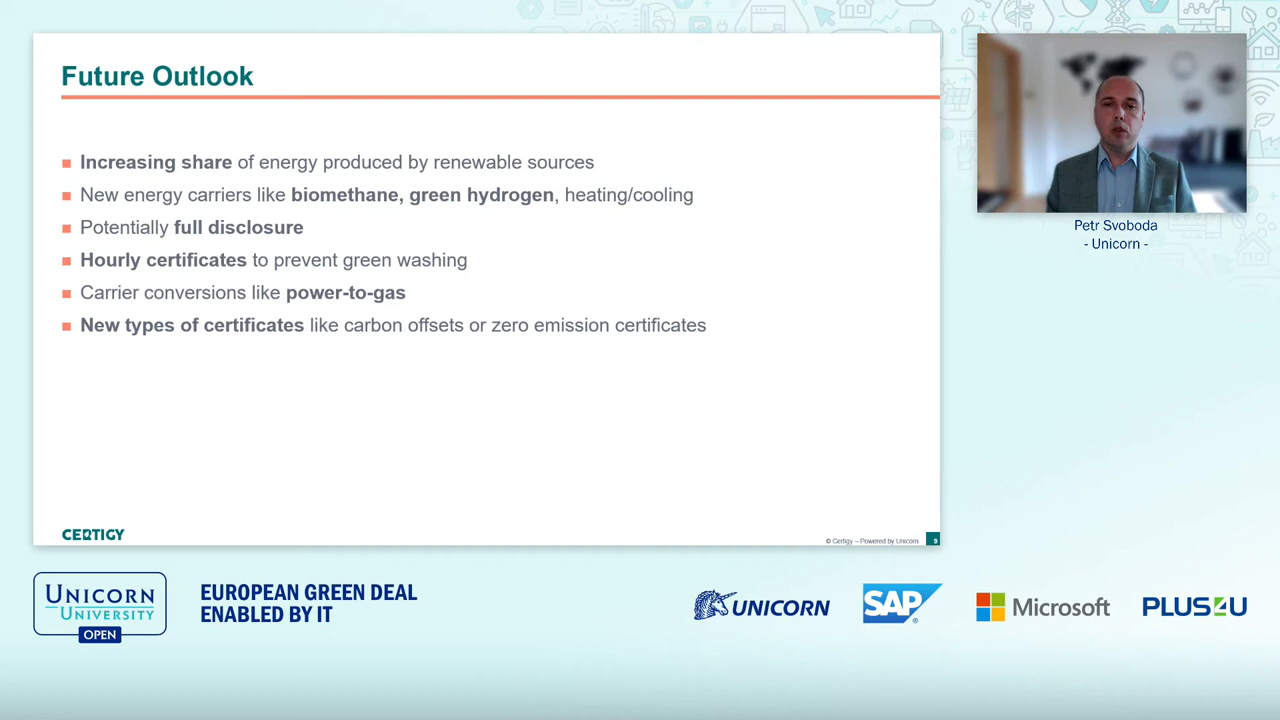 Future Outlook
Increasing share of energy produced by renewable sources
New energy carriers like biomethane, green hydrogen, heating/cooling
Potentially full disclosure
Hourly certificates to prevent green washing
Carrier conversions like power-to-gas
New types of certificates like carbon offsets or zero emission certificates
CERTIGY
© Certigy – Powered by Unicorn
9
Petr Svoboda
- Unicorn -
UNICORN
UNIVERSITY
OPEN
EUROPEAN GREEN DEAL
ENABLED BY IT
UNICORN
SAP
®
Microsoft
PLUS4U